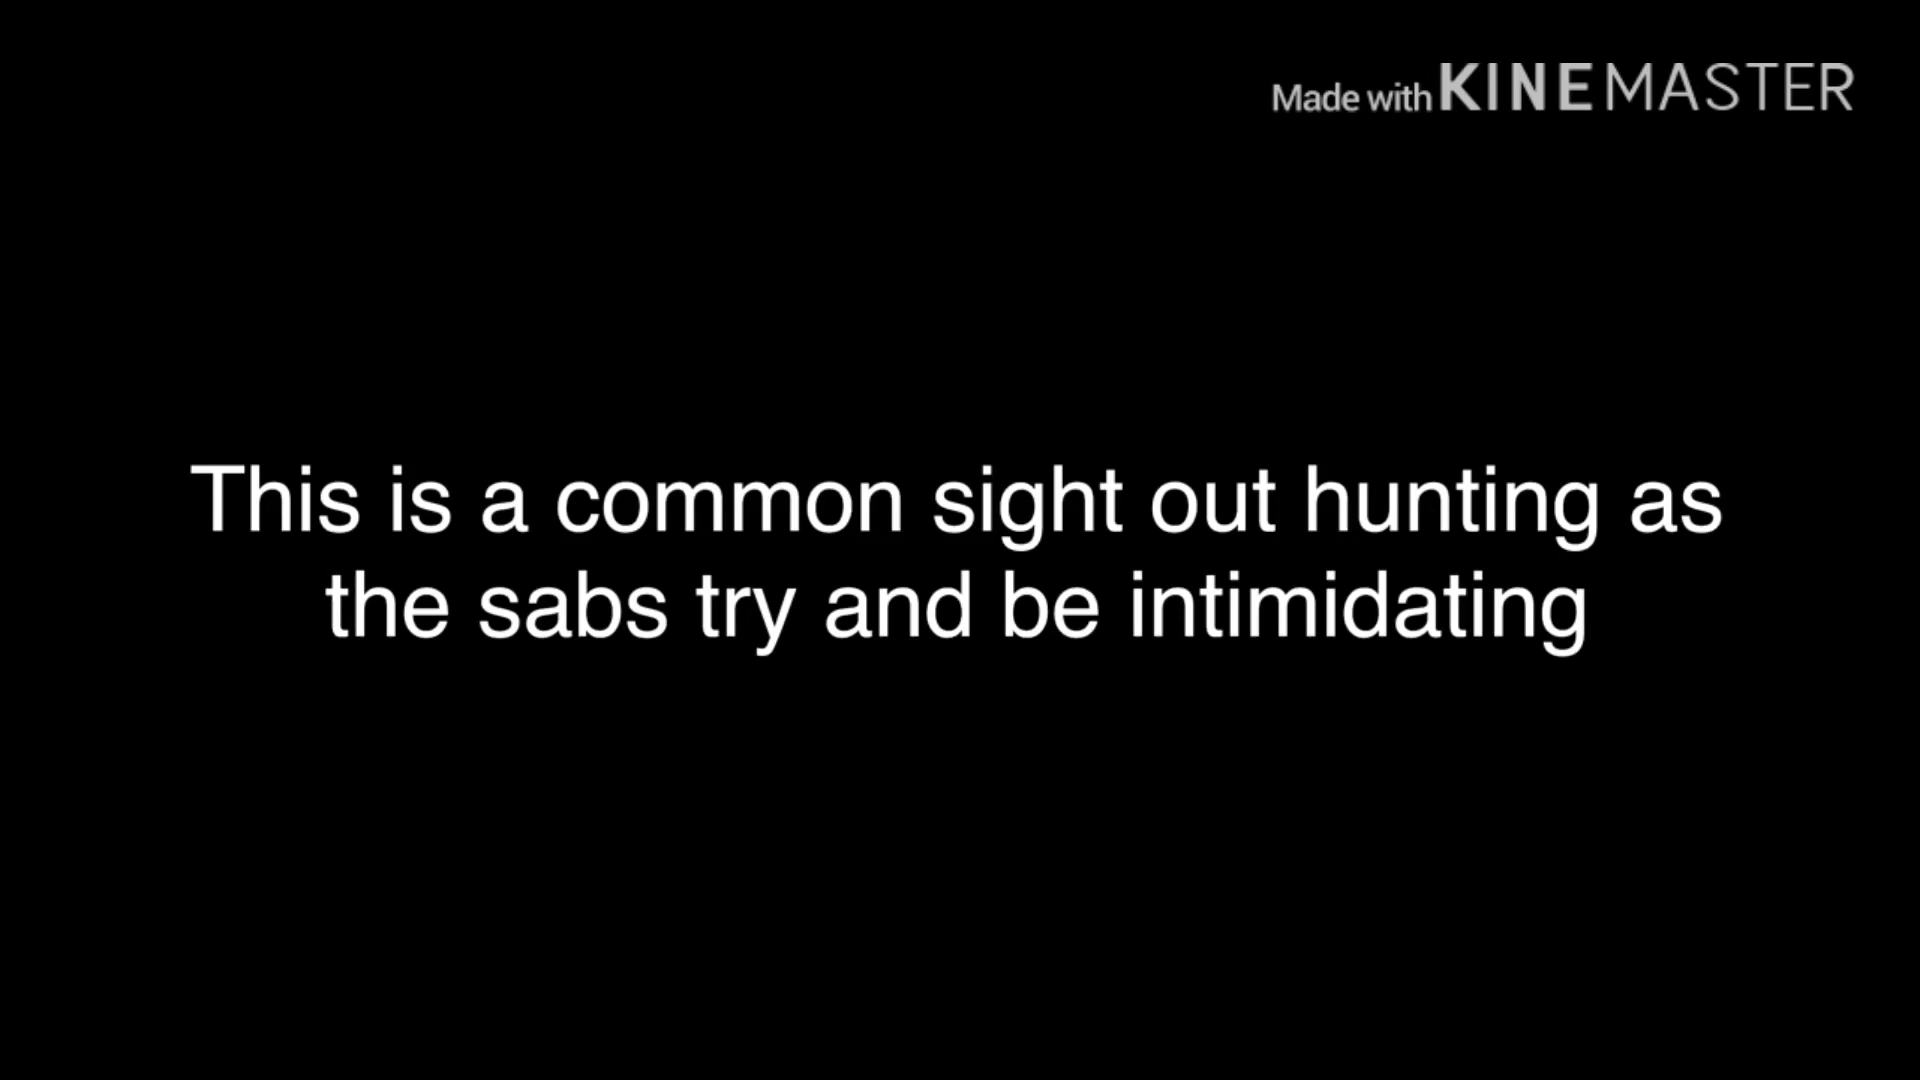 Made with KINEMASTER
This is a common sight out hunting as
the sabs try and be intimidating